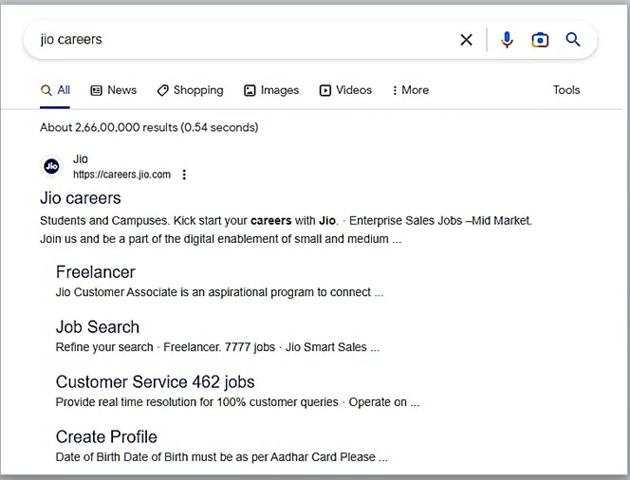 jio careers
All News Shopping Images Videos More Tools
About 2,66,00,000 results (0.54 seconds)
Jio
Jio
https://careers.jio.com
Jio careers
Students and Campuses. Kick start your careers with Jio. · Enterprise Sales Jobs –Mid Market.
Join us and be a part of the digital enablement of small and medium ...
Freelancer
Jio Customer Associate is an aspirational program to connect ...
Job Search
Refine your search · Freelancer. 7777 jobs · Jio Smart Sales ...
Customer Service 462 jobs
Provide real time resolution for 100% customer queries · Operate on ...
Create Profile
Date of Birth Date of Birth must be as per Aadhar Card Please ...